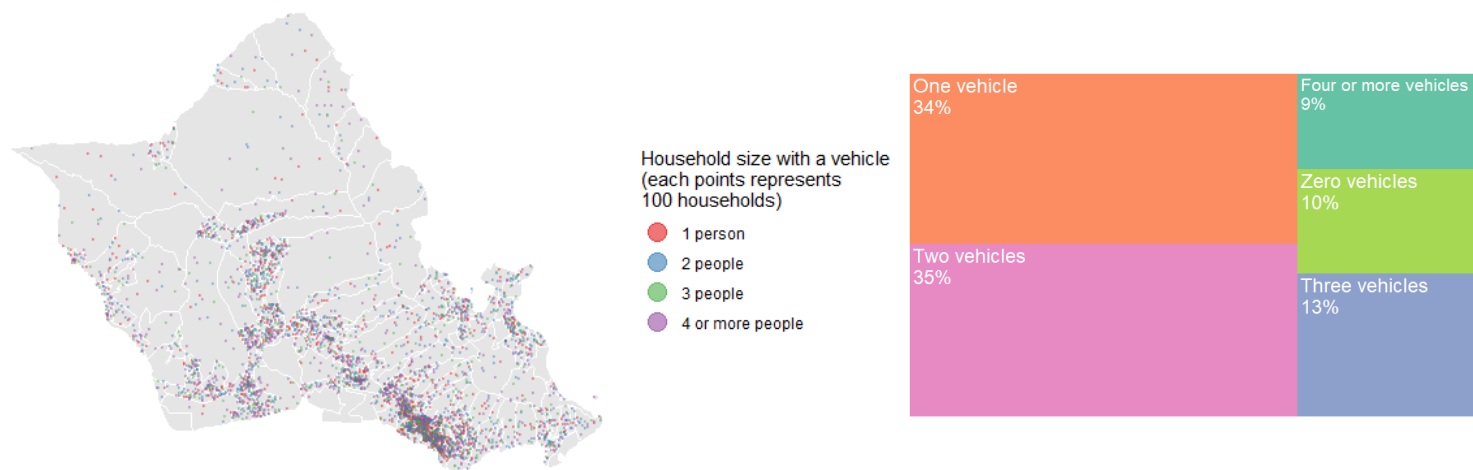 Household size with a vehicle
(each points represents
100 households)
1 person
2 people
3 people
4 or more people
One vehicle
34%
Two vehicles
35%
Four or more vehicles
9%
Zero vehicles
10%
Three vehicles
13%